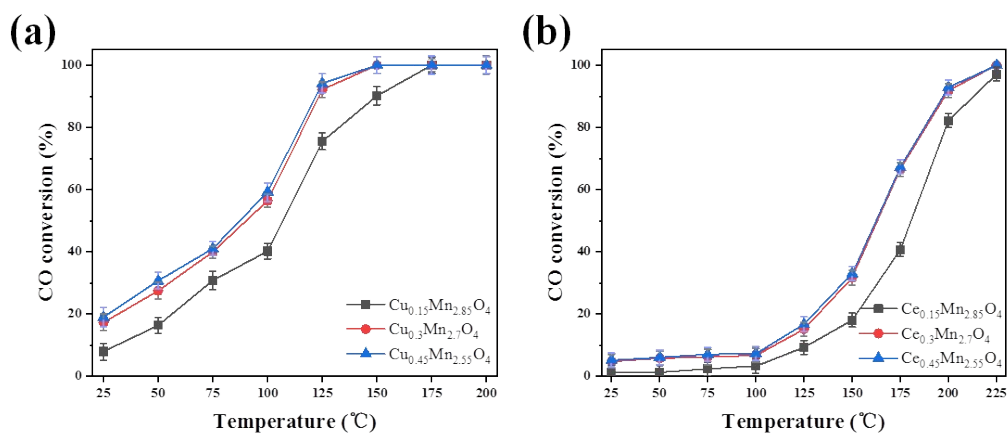 (a)
CO conversion (%)
100
80
60
40
20
0
25 50 75 100 125 150 175 200
Temperature (℃)
Cu0.15Mn2.85O4
Cu0.3Mn2.7O4
Cu0.45Mn2.55O4
(b)
CO conversion (%)
100
80
60
40
20
0
25 50 75 100 125 150 175 200 225
Temperature (℃)
Ce0.15Mn2.85O4
Ce0.3Mn2.7O4
Ce0.45Mn2.55O4